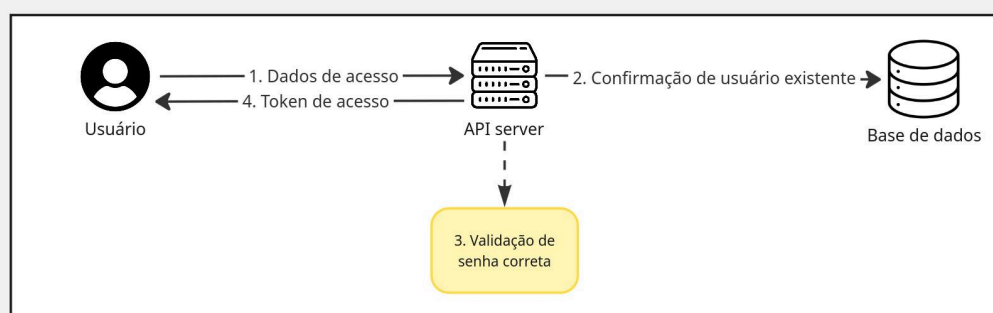 1. Dados de acesso
2. Confirmação de usuário existente
4. Token de acesso
Usuário
API server
Base de dados
3. Validação de
senha correta